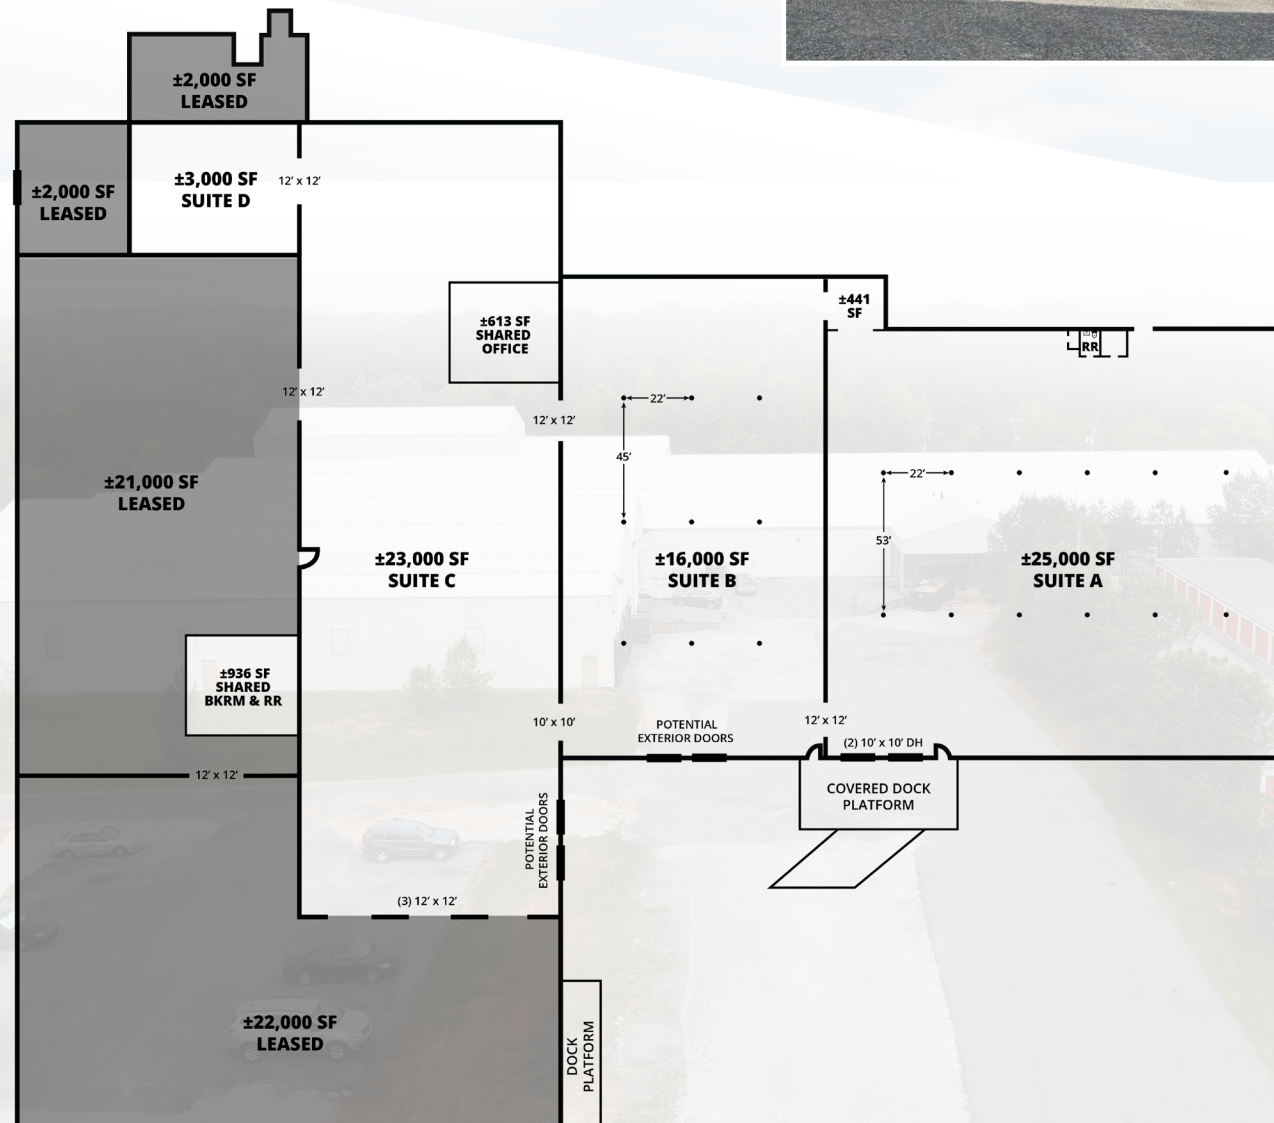 ±2,000 SF
LEASED
±2,000 SF
LEASED
±3,000 SF
SUITE D
12' x 12'
±613 SF
SHARED
OFFICE
±441
SF
RR
12' x 12'
12' x 12'
22'
45'
22'
53'
±21,000 SF
LEASED
±23,000 SF
SUITE C
±16,000 SF
SUITE B
±25,000 SF
SUITE A
±936 SF
SHARED
BKRM & RR
10' x 10'
POTENTIAL
EXTERIOR DOORS
12' x 12'
(2) 10' x 10' DH
12' x 12'
COVERED DOCK
PLATFORM
POTENTIAL
EXTERIOR DOORS
(3) 12' x 12'
±22,000 SF
LEASED
DOCK
PLATFORM